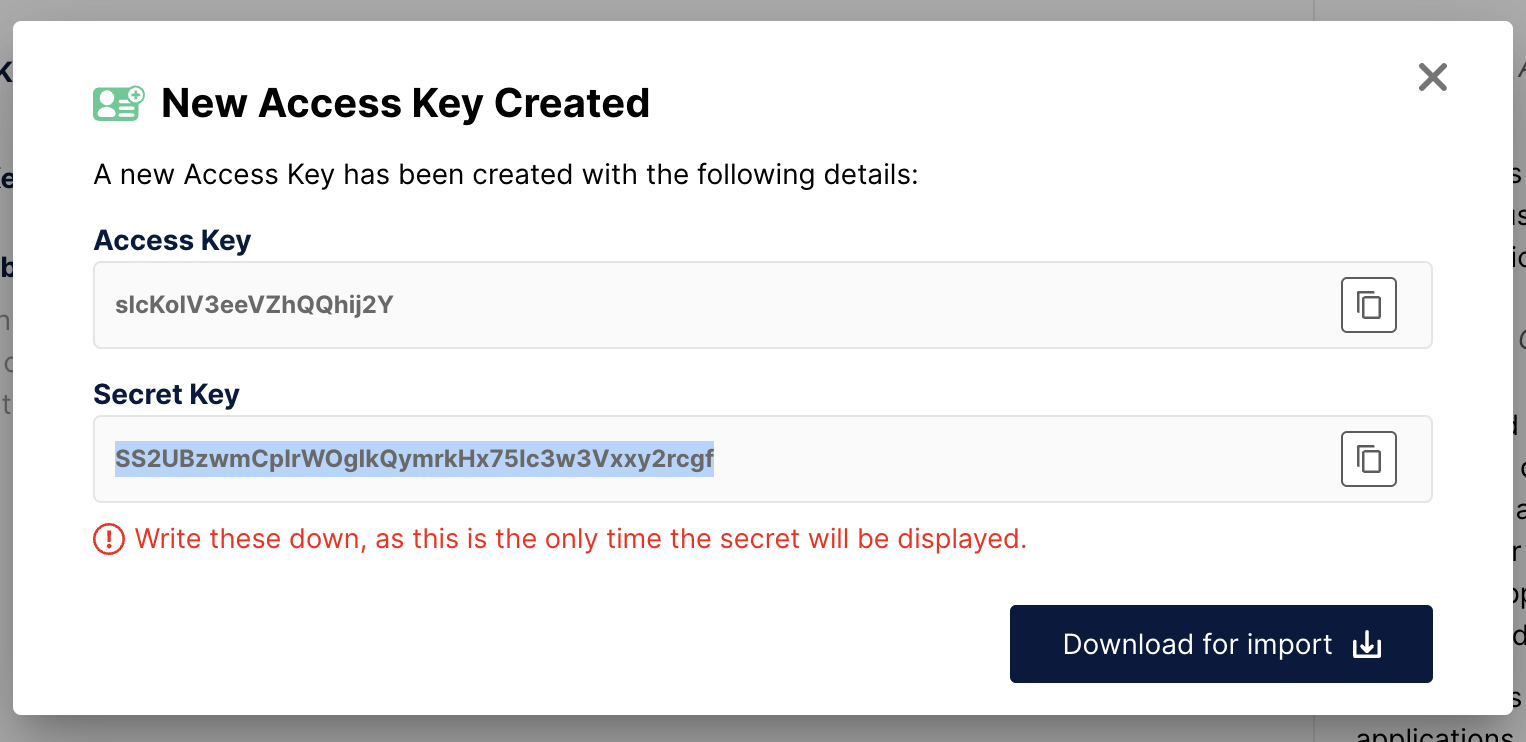 New Access Key Created
A new Access Key has been created with the following details:
Access Key
slcKolV3eeVZhQQhij2Y
Secret Key
SS2UBzwmCpIrWOglkQymrkHx75lc3w3Vxxy2rcgf
Write these down, as this is the only time the secret will be displayed.
Download for import
applications